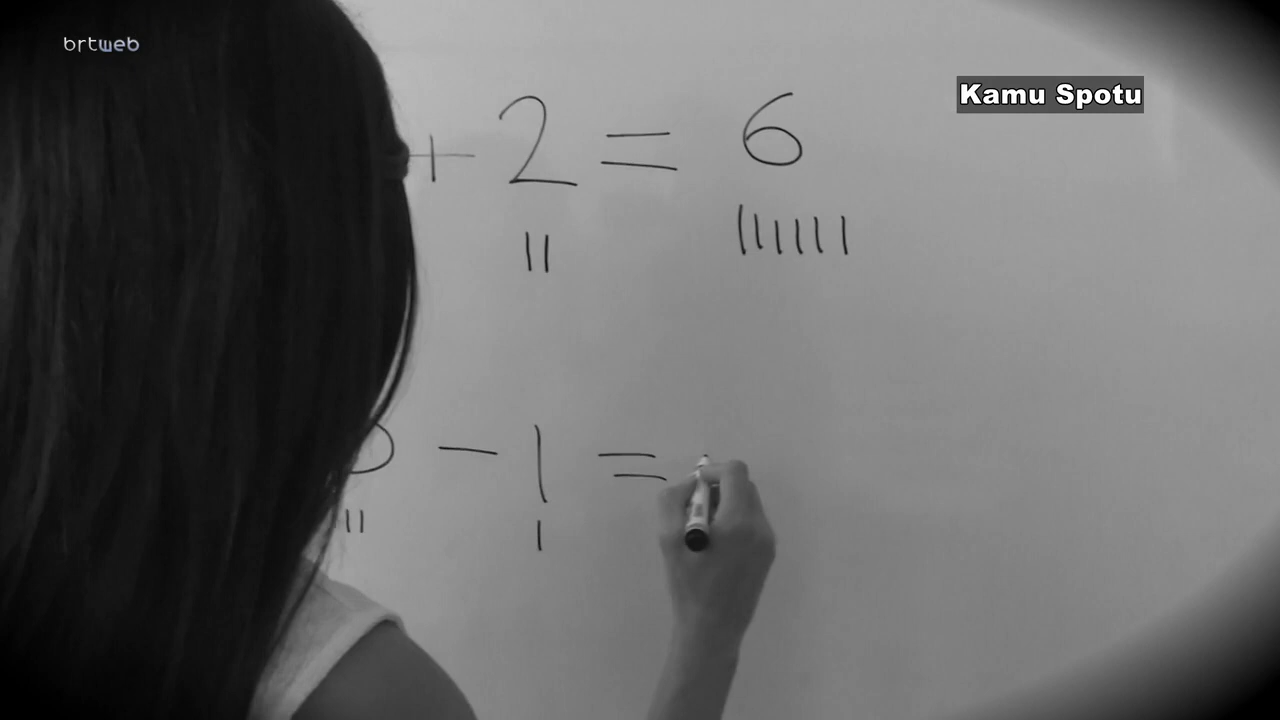 brtweb
Kamu Spotu
+ 2 = 6
|| ||||||
- 1 =
|| |